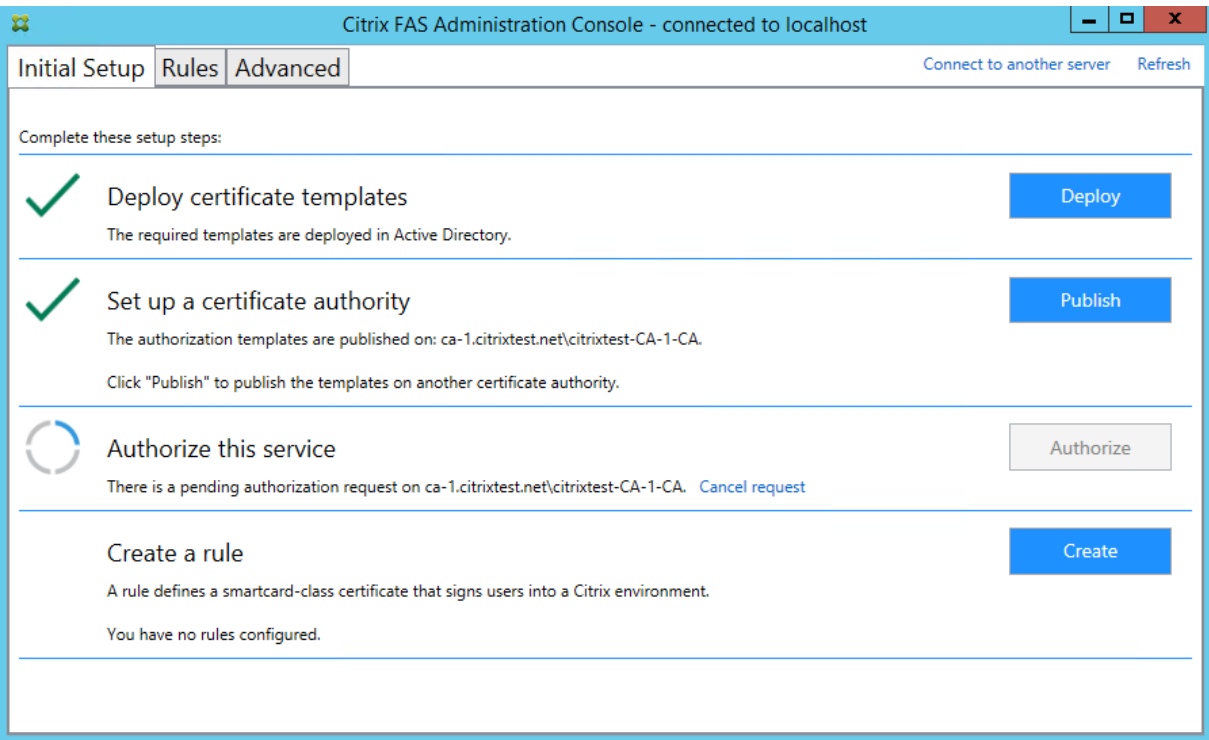 Citrix FAS Administration Console - connected to localhost
Initial Setup Rules Advanced Connect to another server Refresh
Complete these setup steps:
Deploy certificate templates Deploy
The required templates are deployed in Active Directory.
Set up a certificate authority Publish
The authorization templates are published on: ca-1.citrixtest.net\citrixtest-CA-1-CA.
Click "Publish" to publish the templates on another certificate authority.
Authorize this service Authorize
There is a pending authorization request on ca-1.citrixtest.net\citrixtest-CA-1-CA. Cancel request
Create a rule Create
A rule defines a smartcard-class certificate that signs users into a Citrix environment.
You have no rules configured.